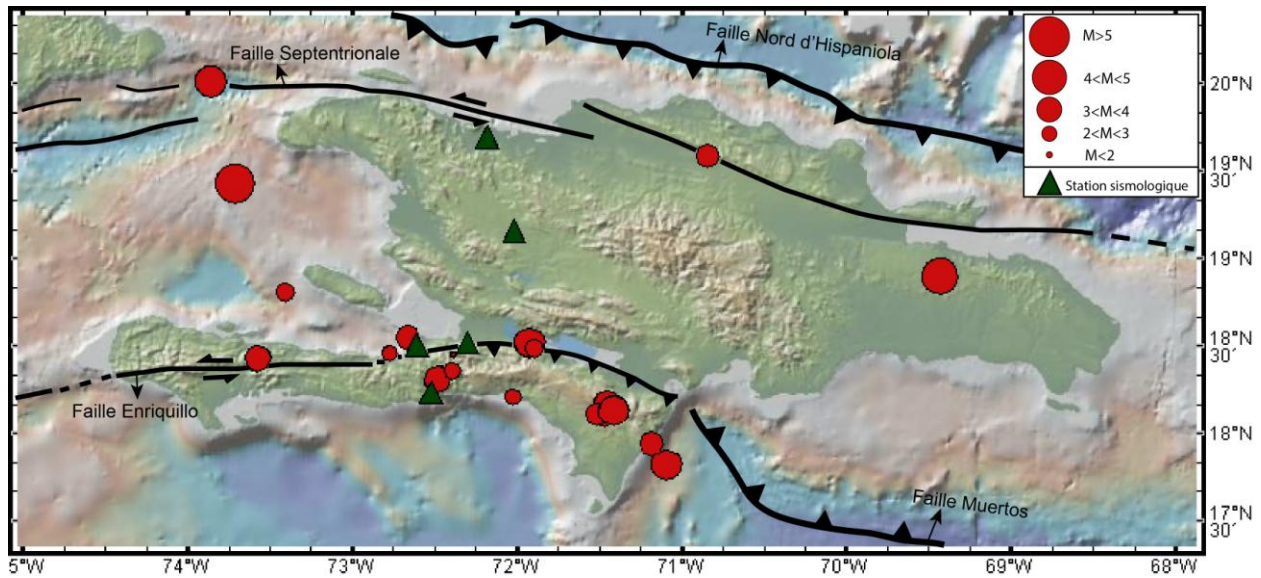 M>5
4<M<5
3<M<4
2<M<3
M<2
Station sismologique
Faille Septentrionale
Faille Nord d'Hispaniola
Faille Enriquillo
Faille Muertos
20°N
19°N
30'
19°N
18°N
30'
18°N
17°N
30'
5°W 74°W 73°W 72°W 71°W 70°W 69°W 68°W